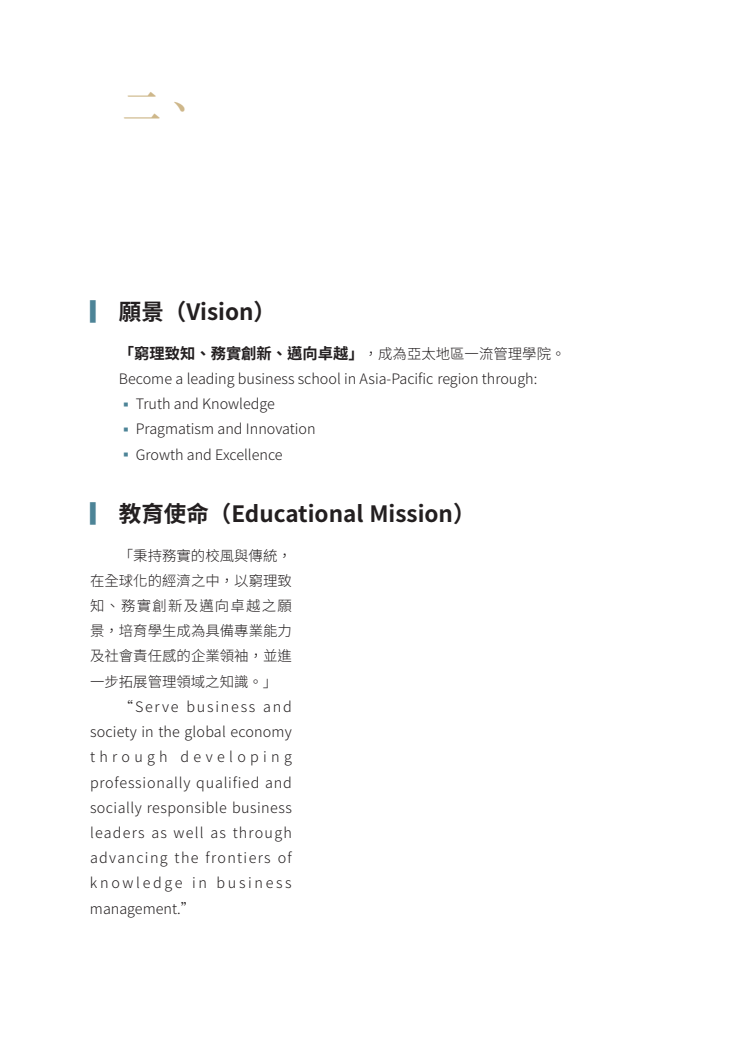 二、
願景（Vision）
「窮理致知、務實創新、邁向卓越」，成為亞太地區一流管理學院。
Become a leading business school in Asia-Pacific region through:
▪ Truth and Knowledge
▪ Pragmatism and Innovation
▪ Growth and Excellence
教育使命（Educational Mission）
「秉持務實的校風與傳統，
在全球化的經濟之中，以窮理致
知、務實創新及邁向卓越之願
景，培育學生成為具備專業能力
及社會責任感的企業領袖，並進
一步拓展管理領域之知識。」
“Serve business and
society in the global economy
through developing
professionally qualified and
socially responsible business
leaders as well as through
advancing the frontiers of
knowledge in business
management.”